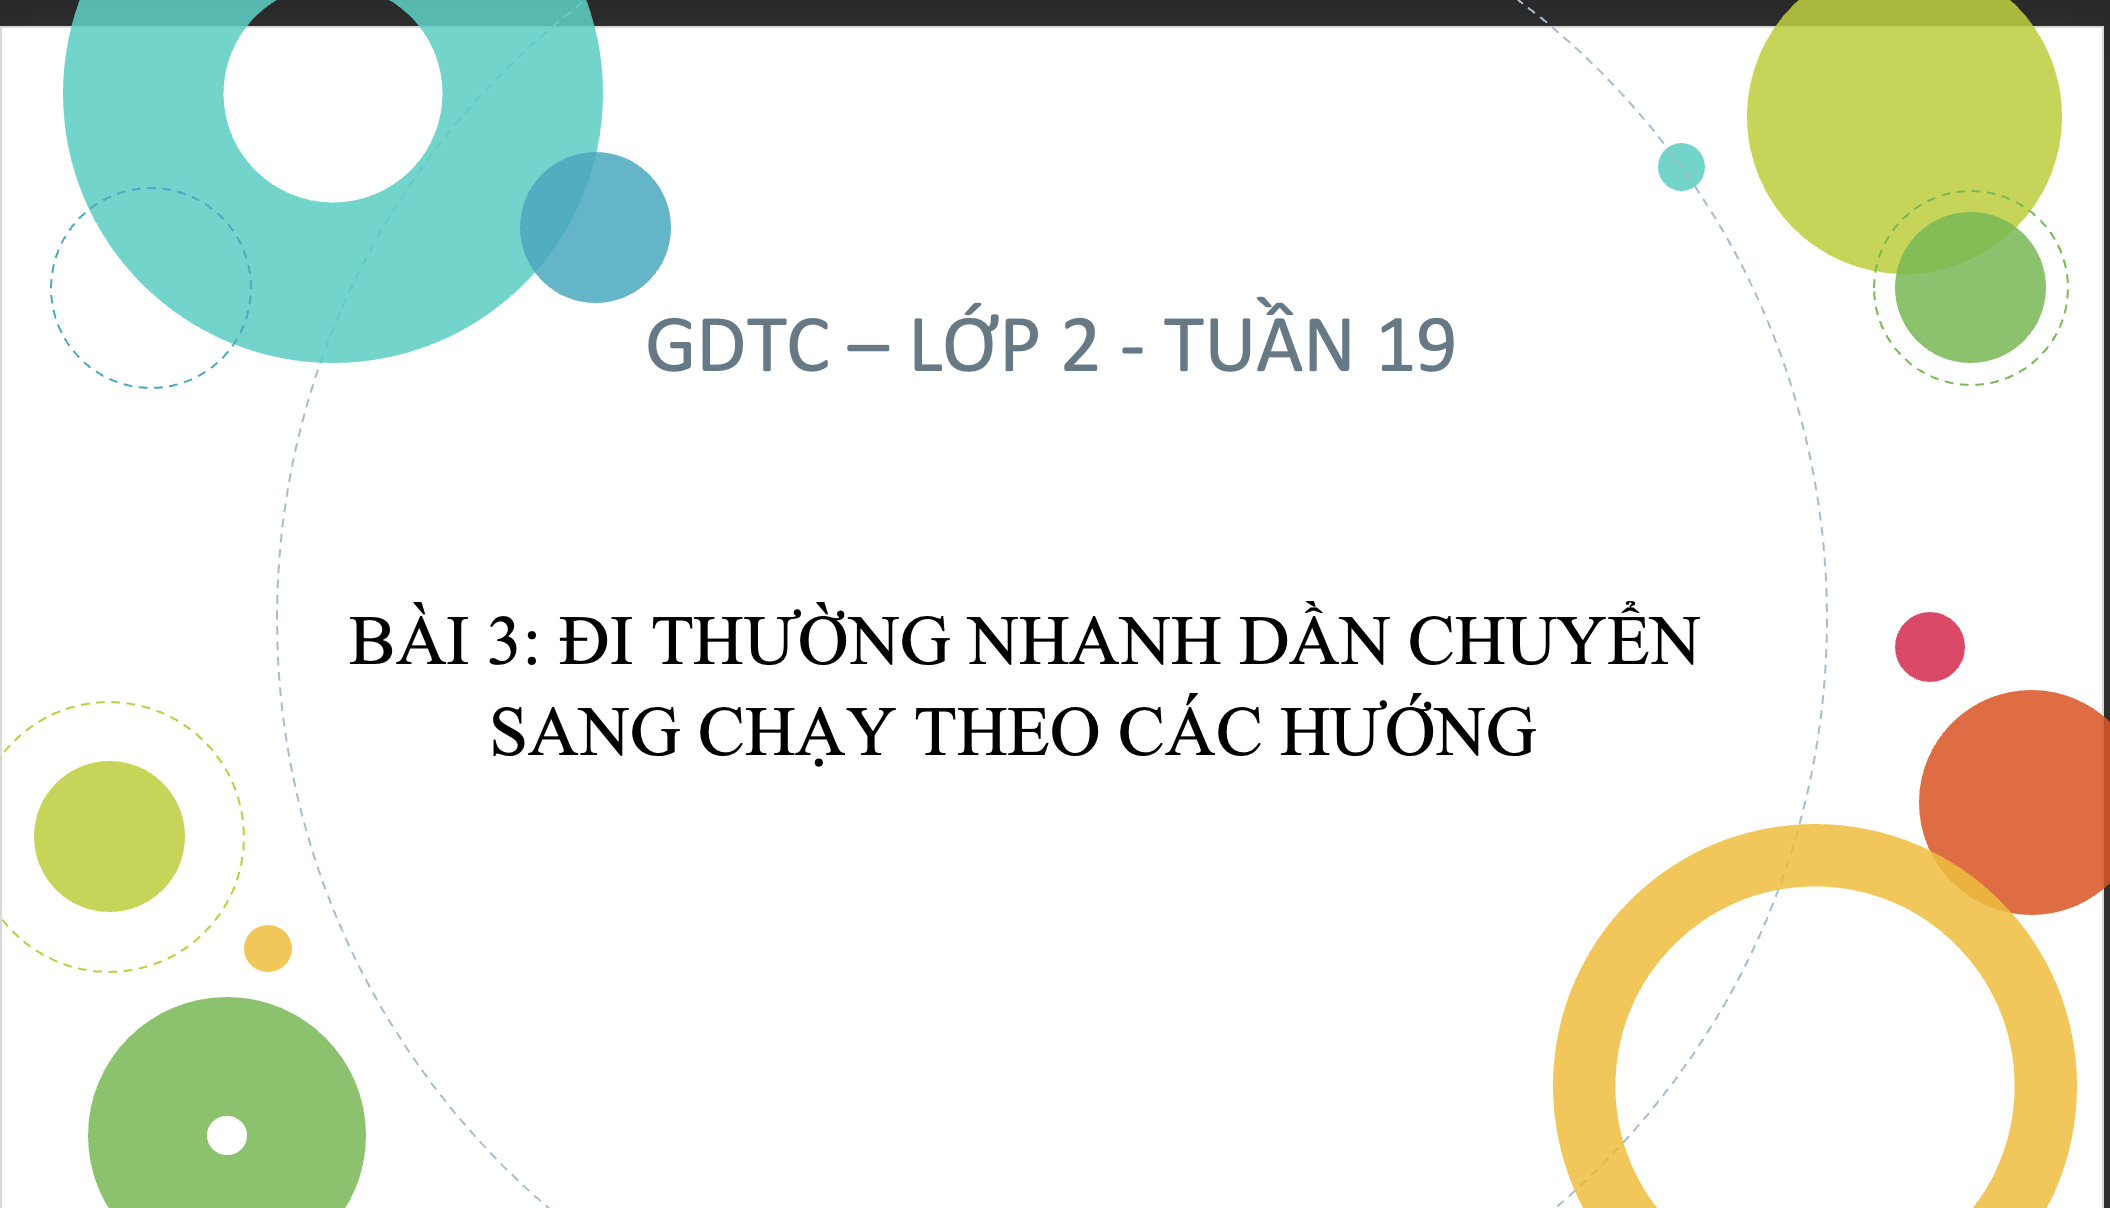 GDTC – LỚP 2 - TUẦN 19
BÀI 3: ĐI THƯỜNG NHANH DẦN CHUYỂN
SANG CHẠY THEO CÁC HƯỚNG